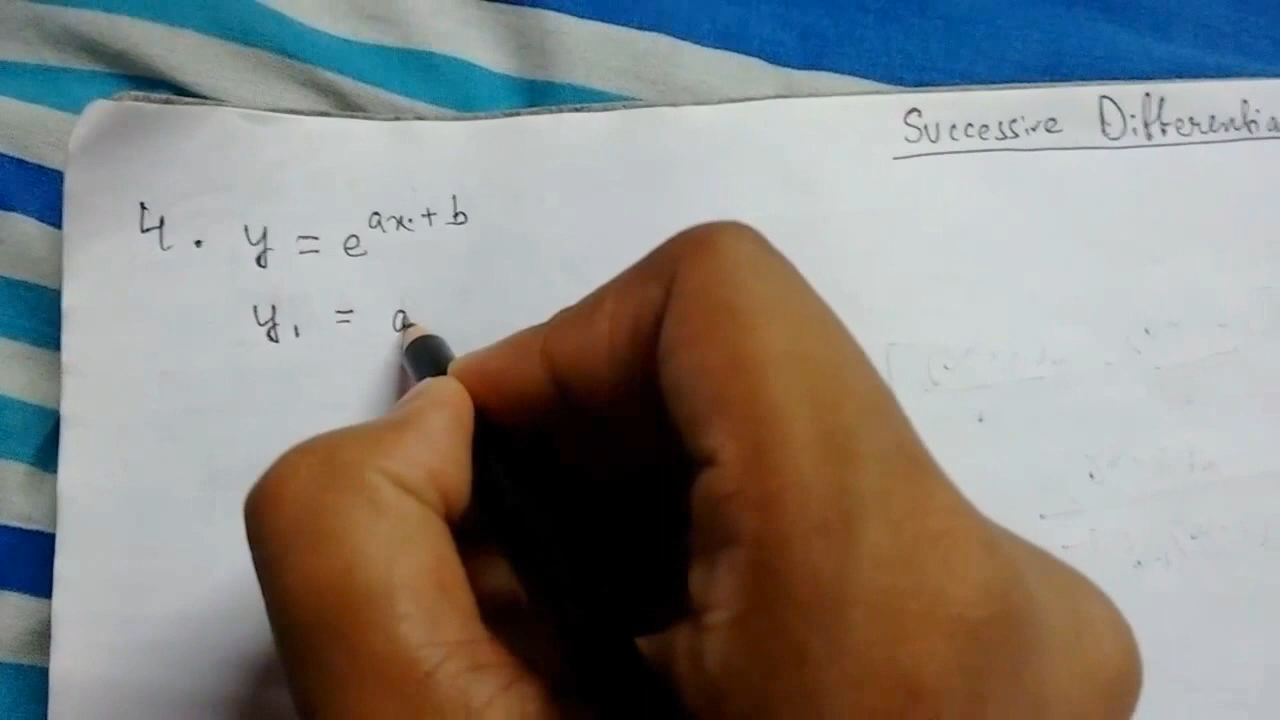 Successive Differentia
4. y = e^{ax+b}
y₁ = a